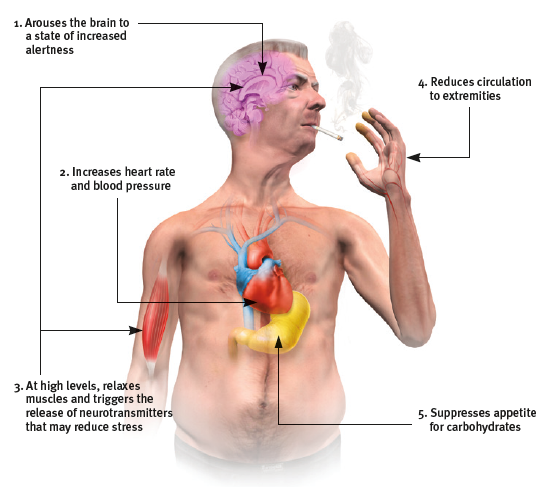 1. Arouses the brain to
a state of increased
alertness
2. Increases heart rate
and blood pressure
3. At high levels, relaxes
muscles and triggers the
release of neurotransmitters
that may reduce stress
4. Reduces circulation
to extremities
5. Suppresses appetite
for carbohydrates